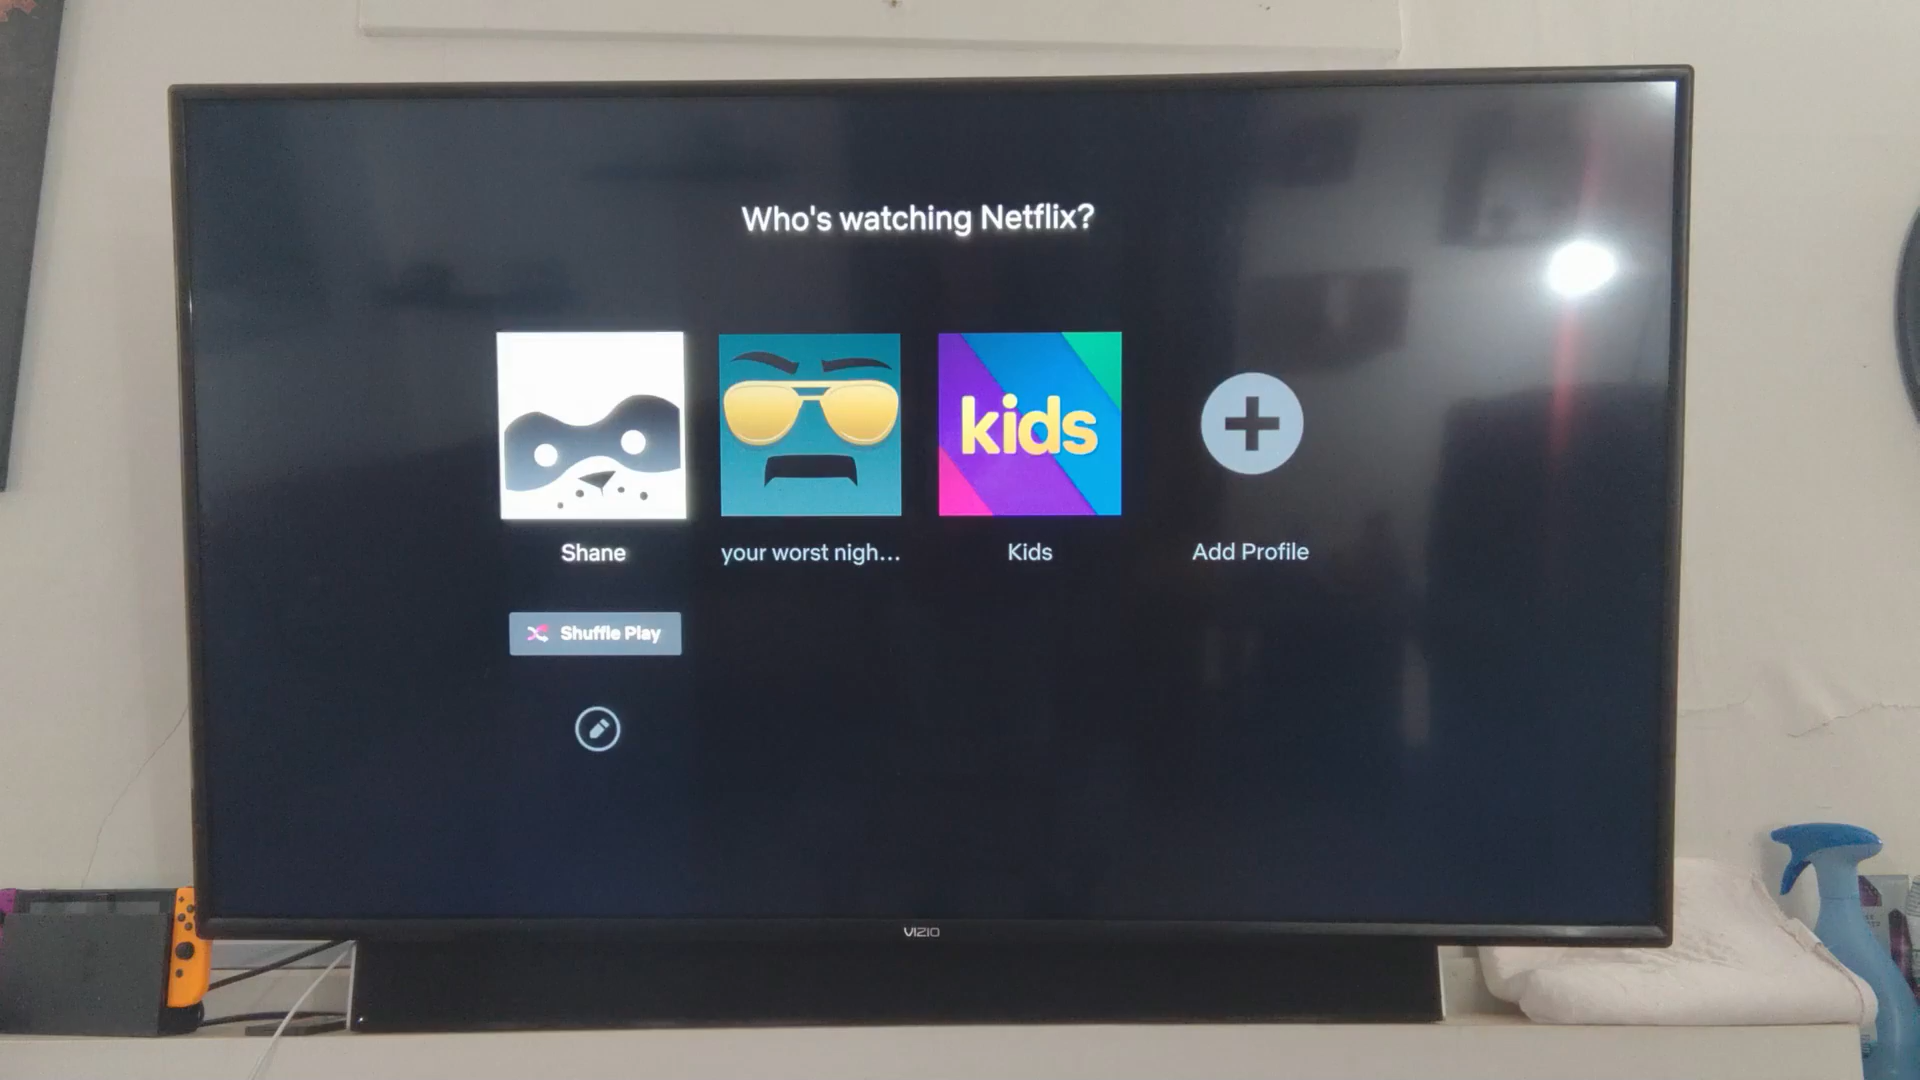 Who's watching Netflix?
kids
Shane
your worst nigh...
Kids
Add Profile
Shuffle Play
VIZIO